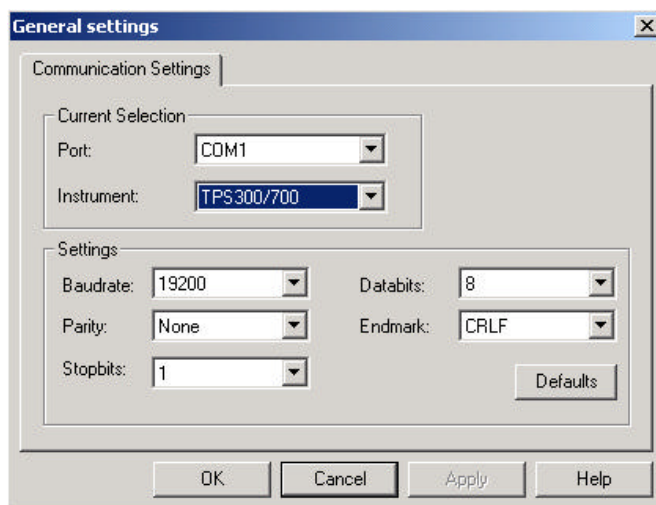 General settings
Communication Settings
Current Selection
Port: COM1
Instrument: TPS300/700
Settings
Baudrate: 19200 Databits: 8
Parity: None Endmark: CRLF
Stopbits: 1
Defaults
OK Cancel Apply Help